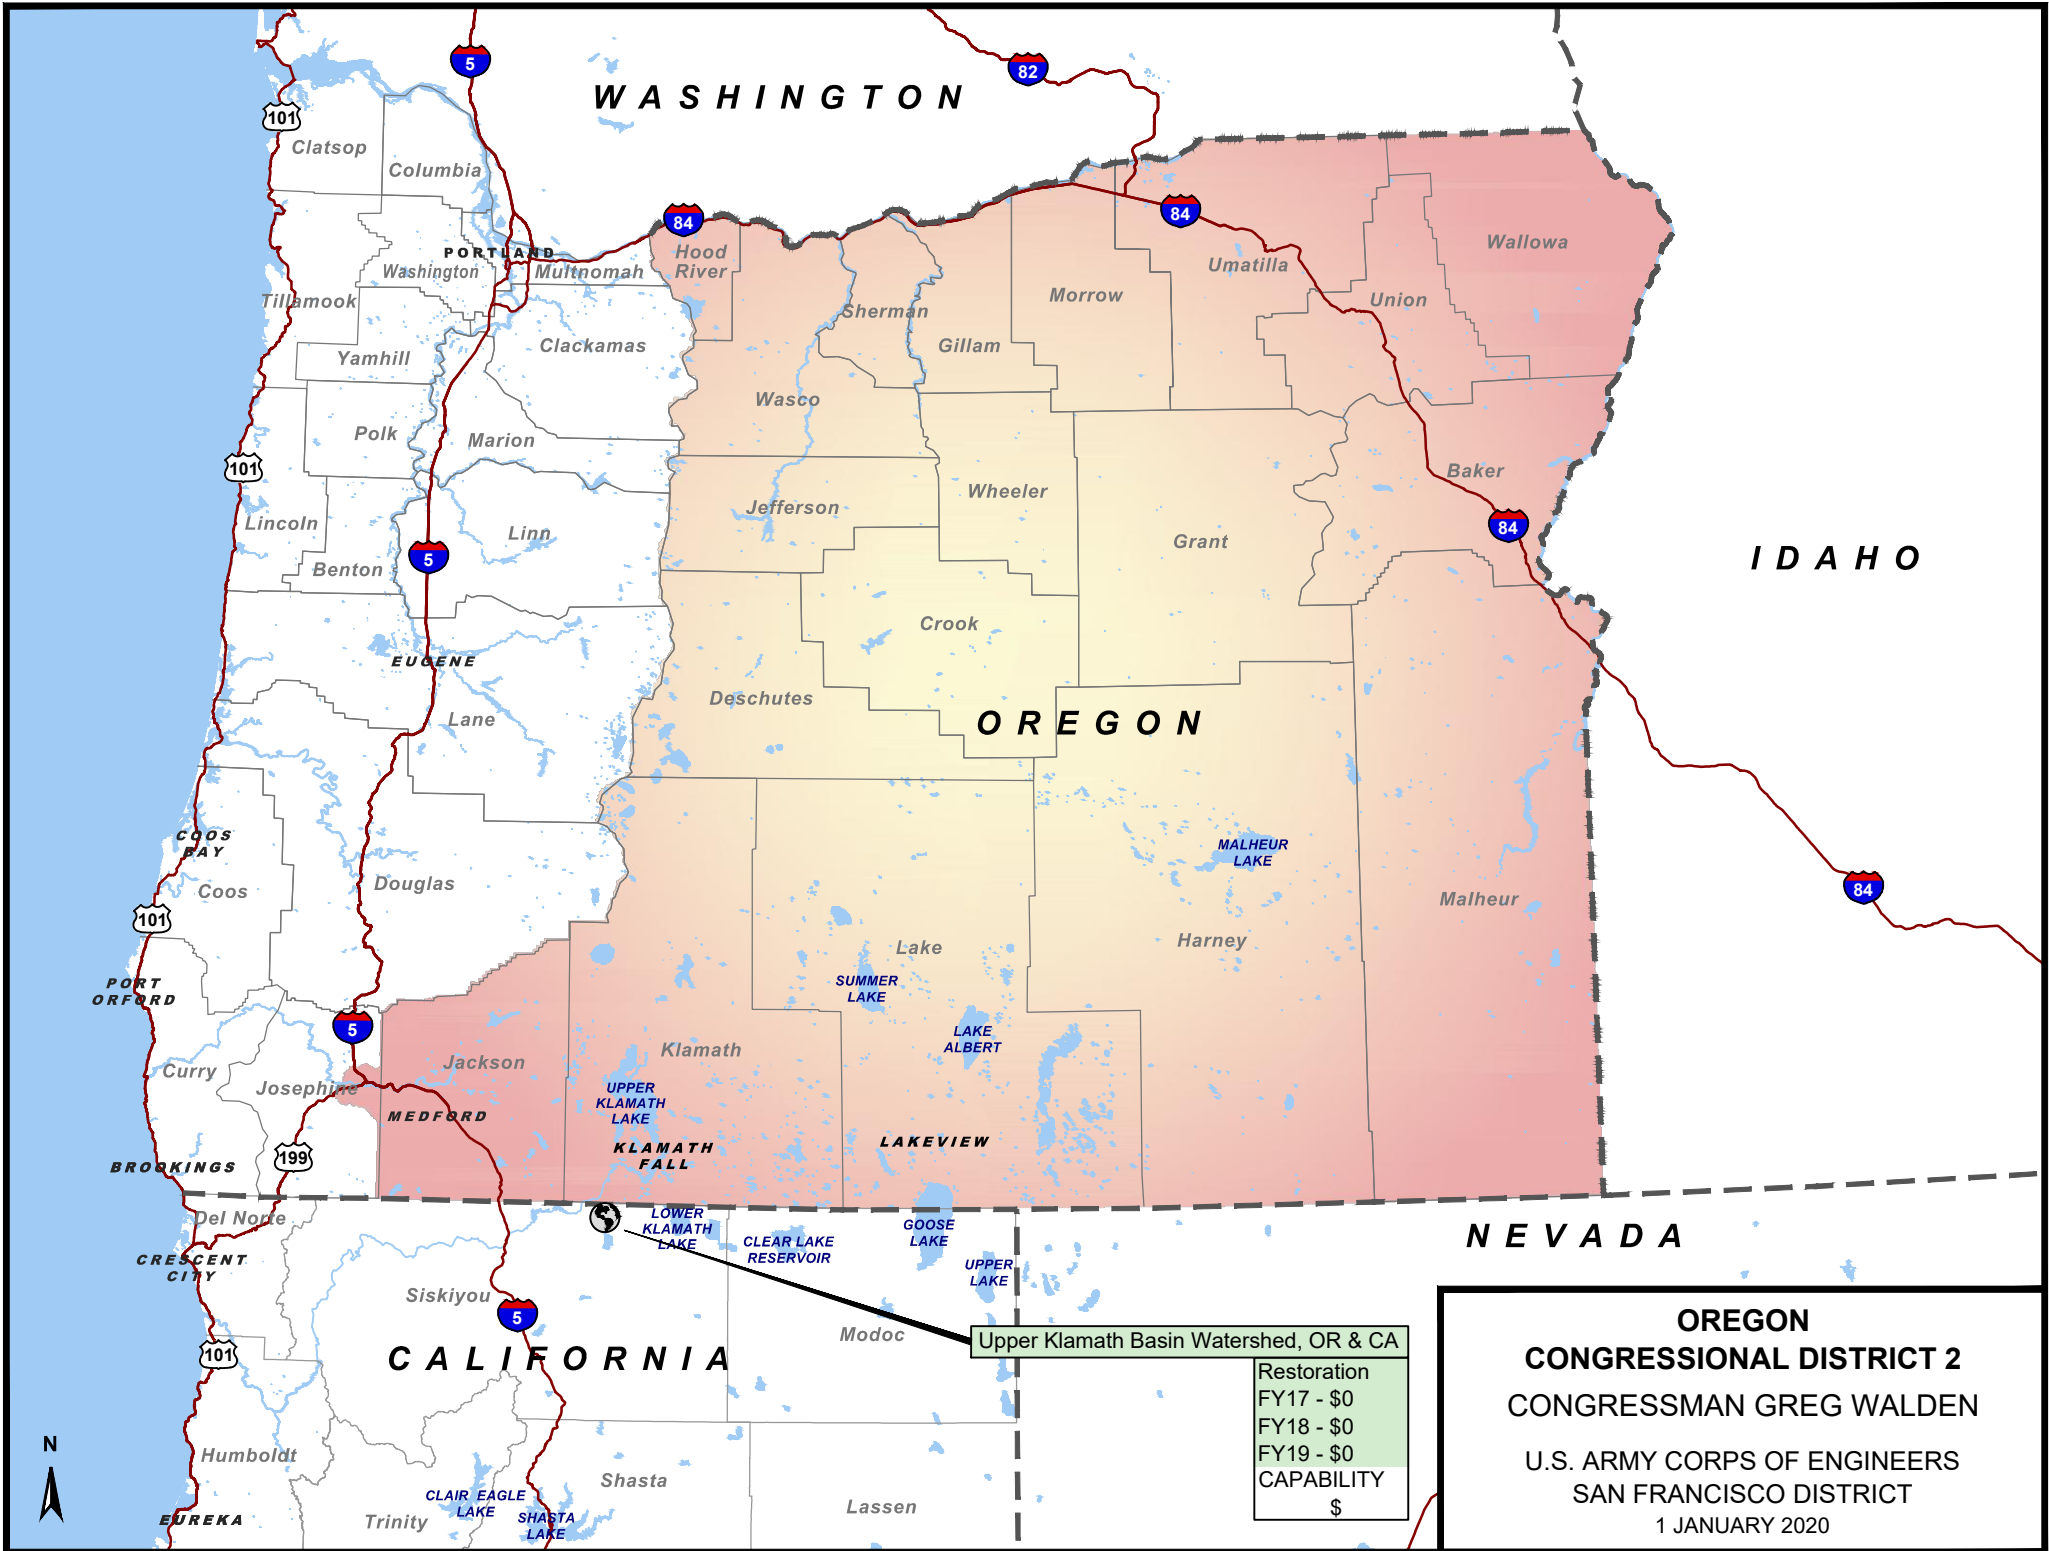 WASHINGTON
5
82
101
Clatsop
Columbia
84
84
PORTLAND
Hood
River
Wallowa
Washington
Multnomah
Umatilla
Tillamook
Morrow
Union
Sherman
Yamhill
Clackamas
Gillam
Wasco
Polk
Marion
101
Baker
Wheeler
Jefferson
Lincoln
Linn
84
Grant
IDAHO
5
Benton
Crook
EUGENE
Deschutes
Lane
OREGON
COOS
BAY
MALHEUR
LAKE
Douglas
Coos
84
Malheur
101
Harney
Lake
PORT
ORFORD
SUMMER
LAKE
5
LAKE
ALBERT
Klamath
Jackson
Curry
Josephine
UPPER
KLAMATH
LAKE
MEDFORD
LAKEVIEW
KLAMATH
FALL
199
BROOKINGS
Del Norte
LOWER
KLAMATH
LAKE
GOOSE
LAKE
CLEAR LAKE
RESERVOIR
NEVADA
CRESCENT
CITY
UPPER
LAKE
Siskiyou
5
Modoc
101
CALIFORNIA
Upper Klamath Basin Watershed, OR & CA
Restoration
FY17 - $0
FY18 - $0
FY19 - $0
CAPABILITY
$
N
Humboldt
Shasta
CLAIR EAGLE
LAKE
Lassen
EUREKA
Trinity
SHASTA
LAKE
OREGON
CONGRESSIONAL DISTRICT 2
CONGRESSMAN GREG WALDEN
U.S. ARMY CORPS OF ENGINEERS
SAN FRANCISCO DISTRICT
1 JANUARY 2020